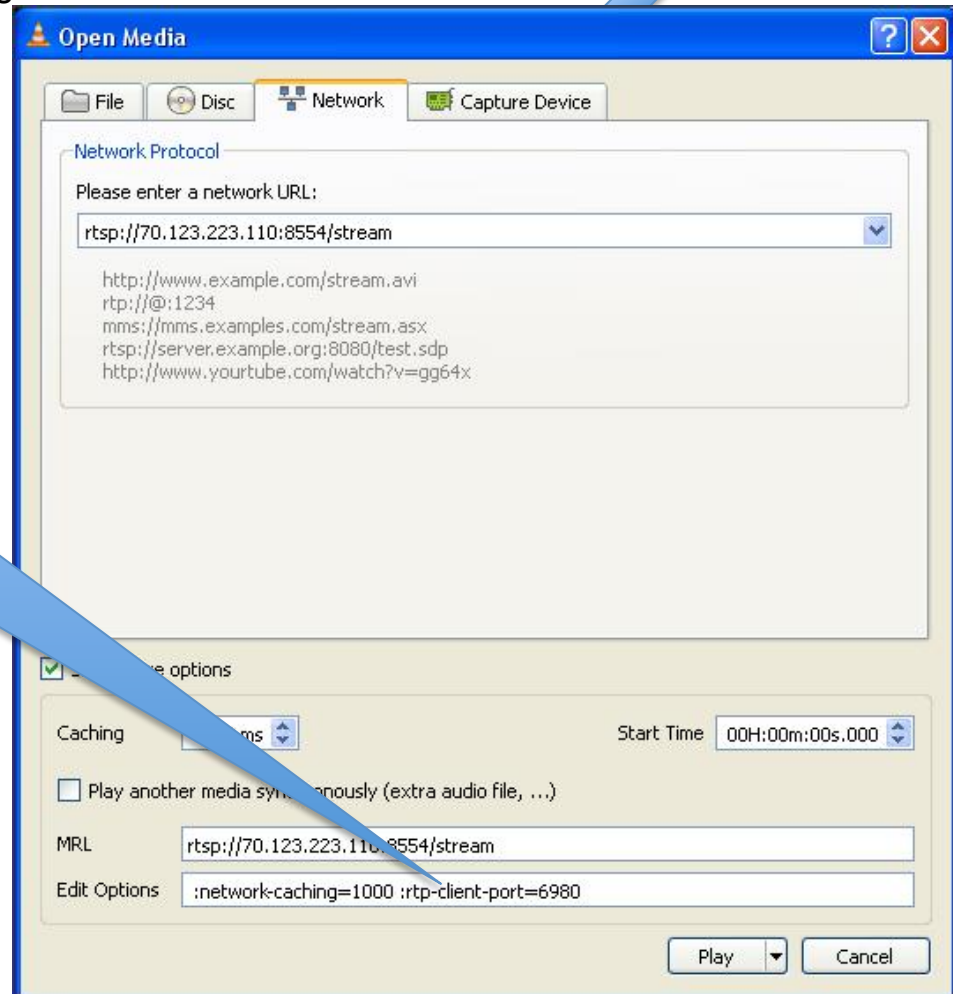 Open Media
File Disc Network Capture Device
Network Protocol
Please enter a network URL:
rtsp://70.123.223.110:8554/stream
http://www.example.com/stream.avi
rtp://@:1234
mms://mms.examples.com/stream.asx
rtsp://server.example.org:8080/test.sdp
http://www.yourtube.com/watch?v=gg64x
options
Caching ms Start Time 00H:00m:00s.000
Play another media synchronously (extra audio file, ...)
MRL rtsp://70.123.223.110:8554/stream
Edit Options :network-caching=1000 :rtp-client-port=6980
Play Cancel